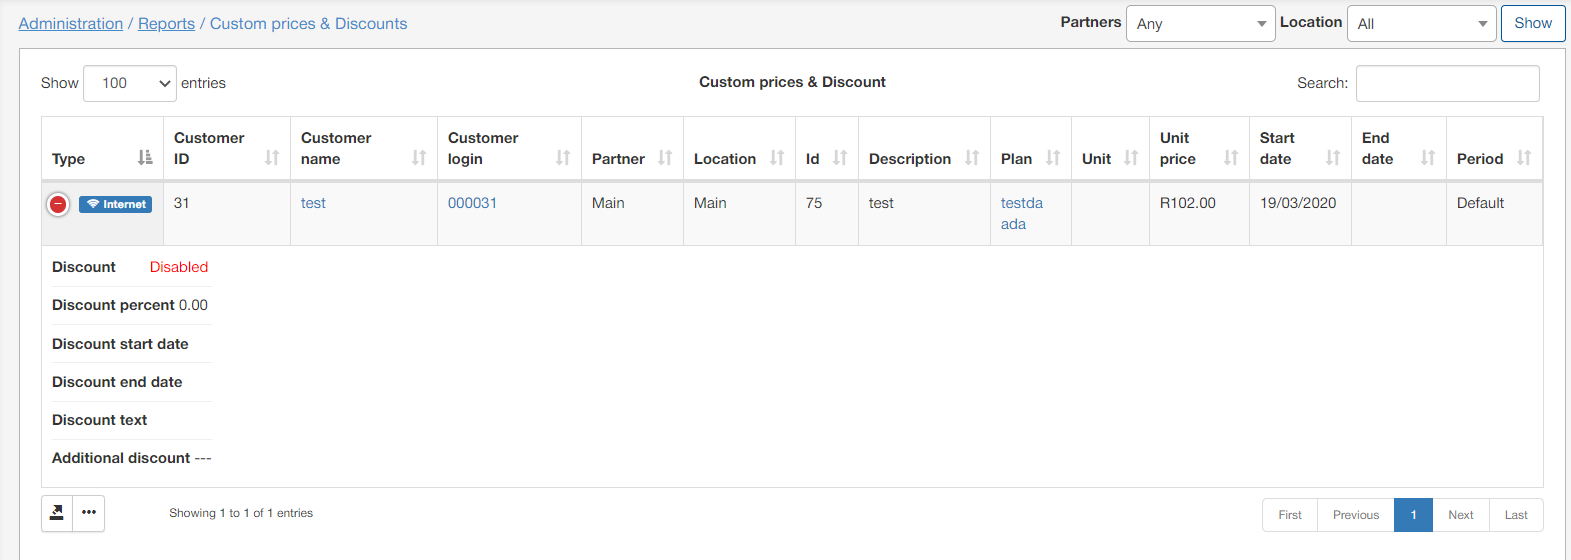 Administration / Reports / Custom prices & Discounts Partners Any Location All Show
Show 100 entries Custom prices & Discount Search:
Type Customer ID Customer name Customer login Partner Location Id Description Plan Unit Unit price Start date End date Period
Internet 31 test 000031 Main Main 75 test testda R102.00 19/03/2020 Default
ada
Discount Disabled
Discount percent 0.00
Discount start date
Discount end date
Discount text
Additional discount ---
Showing 1 to 1 of 1 entries First Previous 1 Next Last